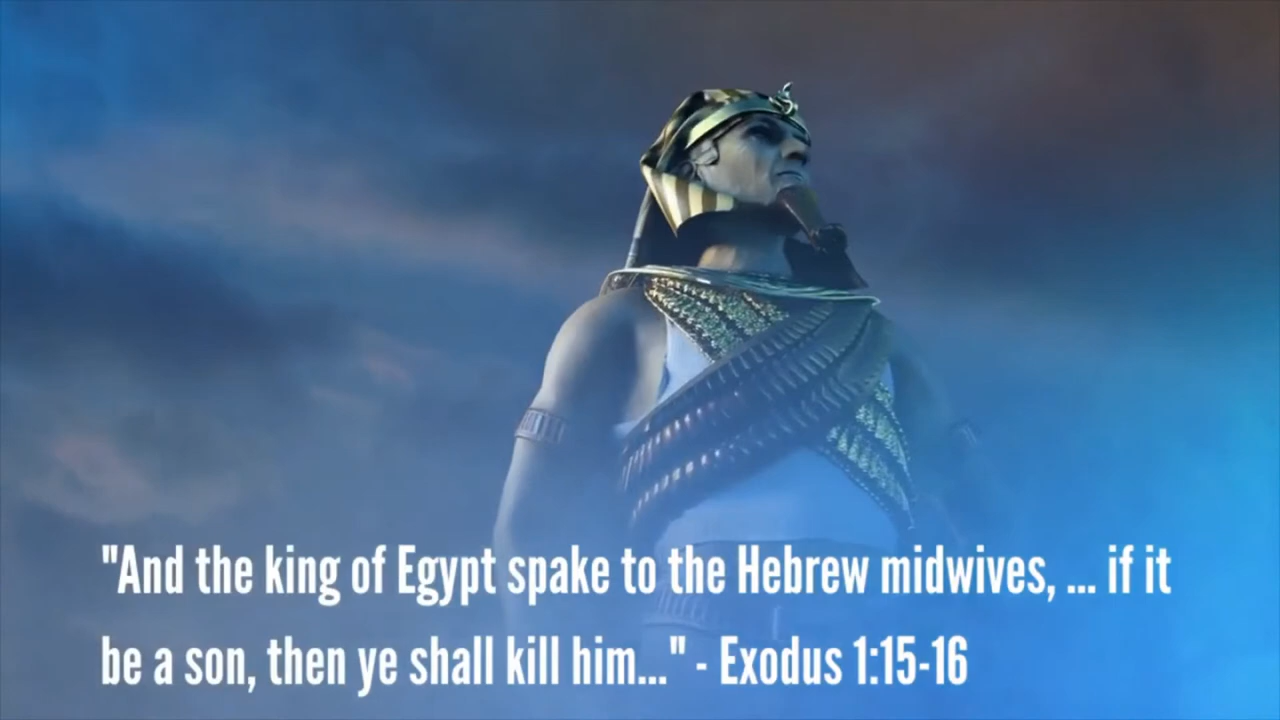 "And the king of Egypt spake to the Hebrew midwives, ... if it
be a son, then ye shall kill him..." - Exodus 1:15-16